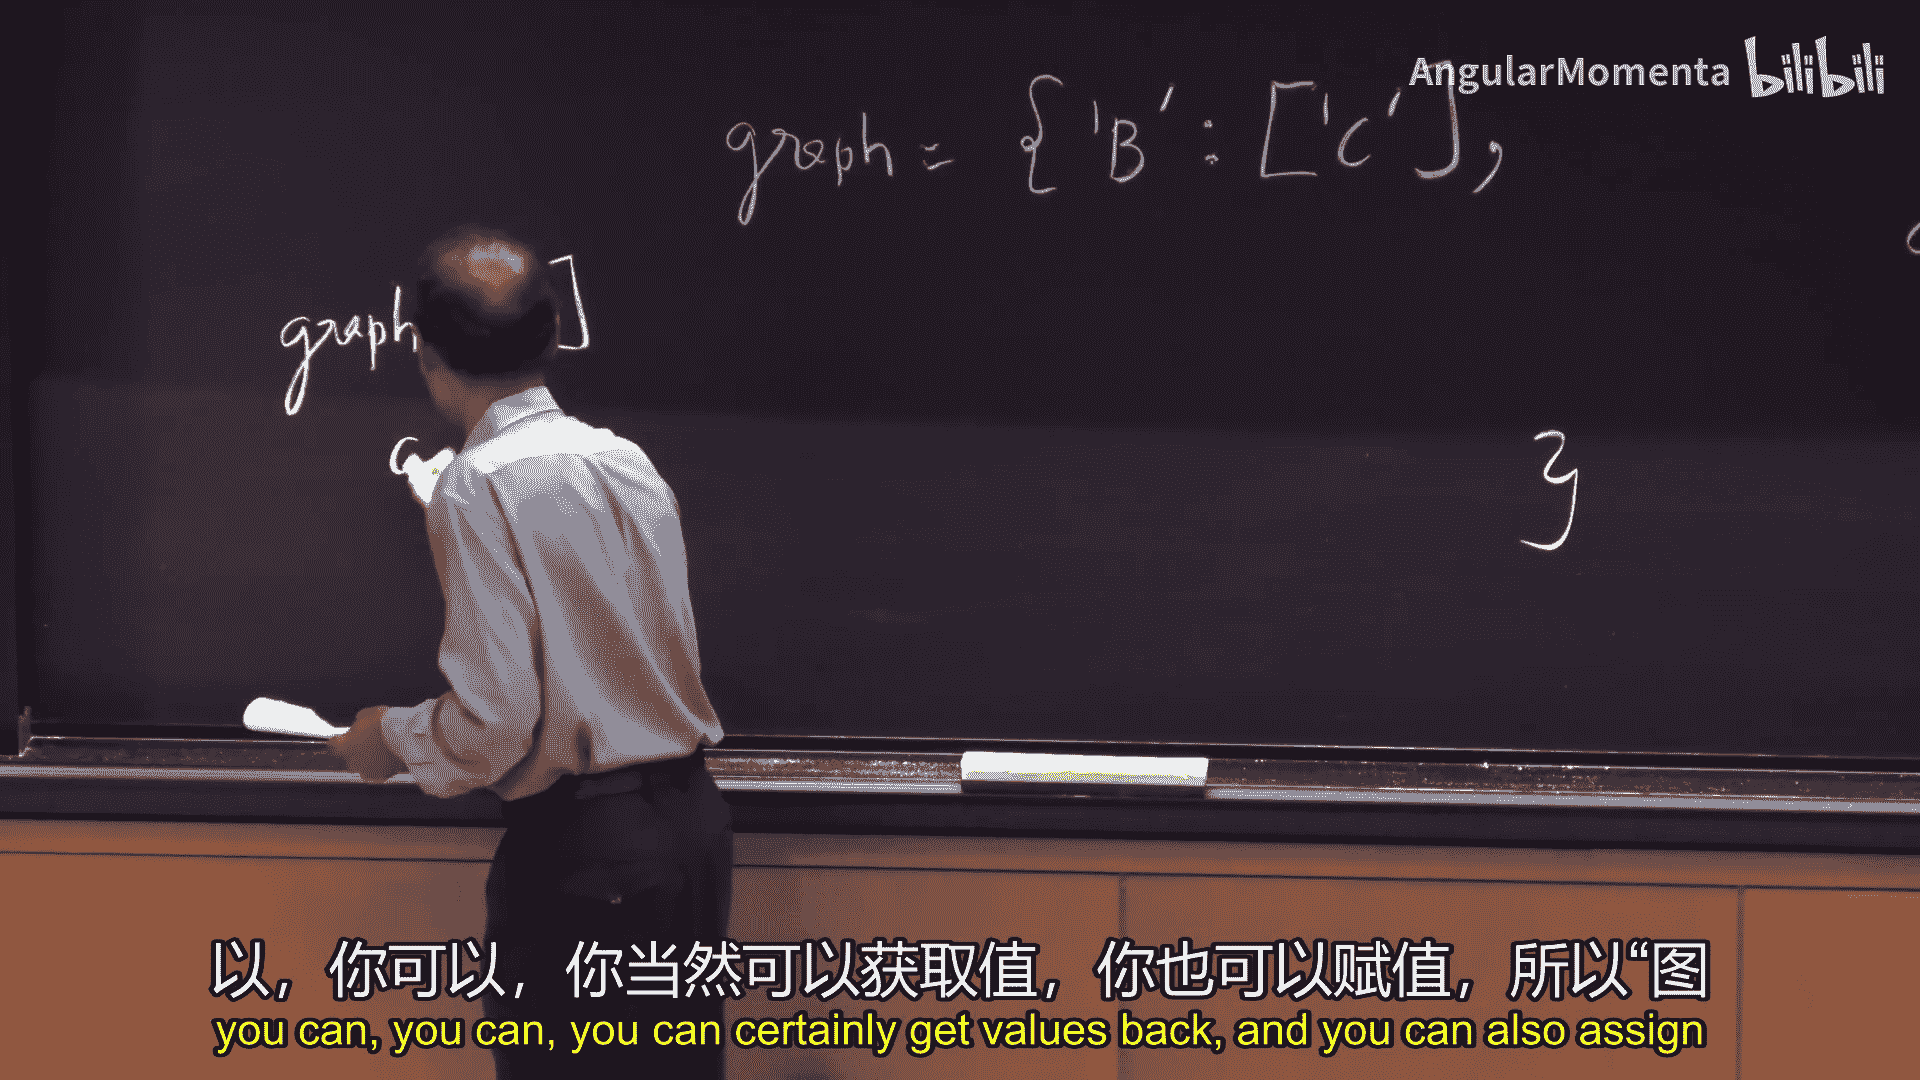 AngularMomenta bilibili
graph = {'B' : ['C'],
graph ]
}
以，你可以，你当然可以获取值，你也可以赋值，所以“图
you can, you can, you can certainly get values back, and you can also assign